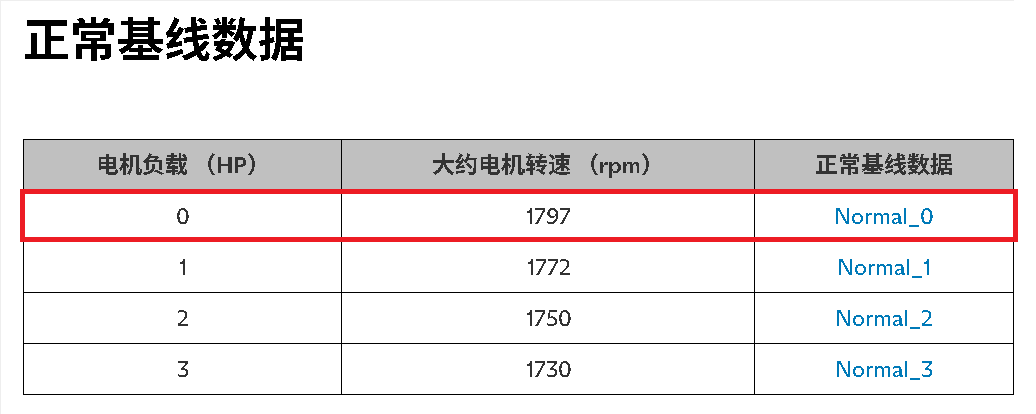 正常基线数据
电机负载 （HP） 大约电机转速 （rpm） 正常基线数据
0 1797 Normal_0
1 1772 Normal_1
2 1750 Normal_2
3 1730 Normal_3